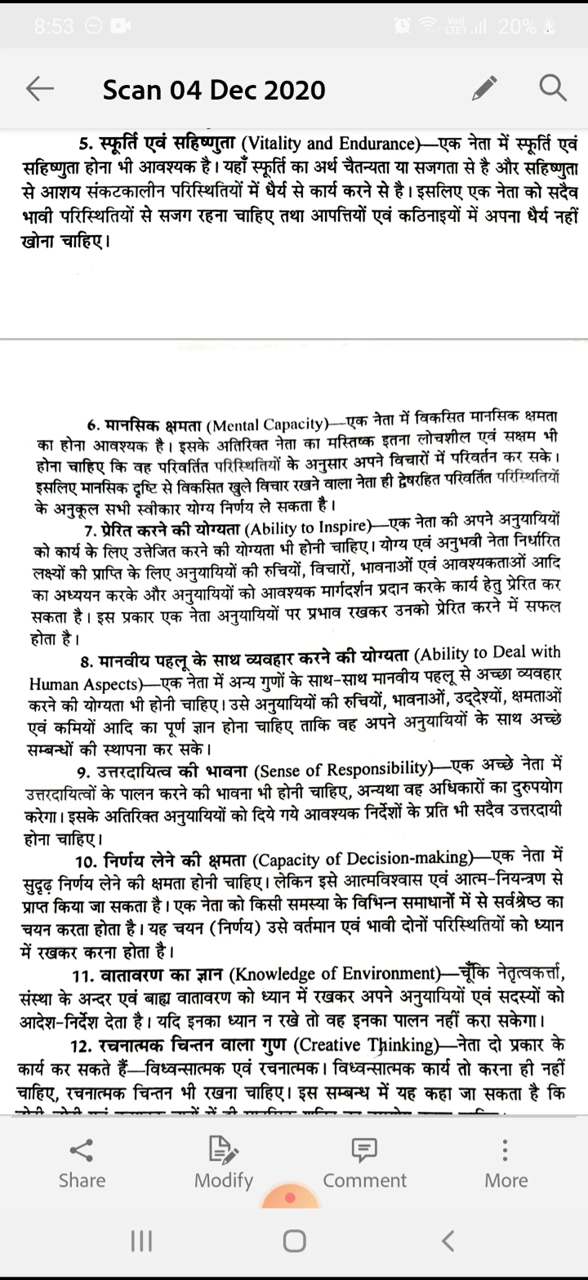 8:53
20%
Scan 04 Dec 2020
5. स्फूर्ति एवं सहिष्णुता (Vitality and Endurance)—एक नेता में स्फूर्ति एवं
सहिष्णुता होना भी आवश्यक है। यहाँ स्फूर्ति का अर्थ चैतन्यता या सजगता से है और सहिष्णुता
से आशय संकटकालीन परिस्थितियों में धैर्य से कार्य करने से है। इसलिए एक नेता को सदैव
भावी परिस्थितियों से सजग रहना चाहिए तथा आपत्तियों एवं कठिनाइयों में अपना धैर्य नहीं
खोना चाहिए।
6. मानसिक क्षमता (Mental Capacity)—एक नेता में विकसित मानसिक क्षमता
का होना आवश्यक है। इसके अतिरिक्त नेता का मस्तिष्क इतना लोचशील एवं सक्षम भी
होना चाहिए कि वह परिवर्तित परिस्थितियों के अनुसार अपने विचारों में परिवर्तन कर सके।
इसलिए मानसिक दृष्टि से विकसित खुले विचार रखने वाला नेता ही द्वेषरहित परिवर्तित परिस्थितियों
के अनुकूल सभी स्वीकार योग्य निर्णय ले सकता है।
7. प्रेरित करने की योग्यता (Ability to Inspire)—एक नेता की अपने अनुयायियों
को कार्य के लिए उत्तेजित करने की योग्यता भी होनी चाहिए। योग्य एवं अनुभवी नेता निर्धारित
लक्ष्यों की प्राप्ति के लिए अनुयायियों की रुचियों, विचारों, भावनाओं एवं आवश्यकताओं आदि
का अध्ययन करके और अनुयायियों को आवश्यक मार्गदर्शन प्रदान करके कार्य हेतु प्रेरित कर
सकता है। इस प्रकार एक नेता अनुयायियों पर प्रभाव रखकर उनको प्रेरित करने में सफल
होता है।
8. मानवीय पहलू के साथ व्यवहार करने की योग्यता (Ability to Deal with
Human Aspects)—एक नेता में अन्य गुणों के साथ-साथ मानवीय पहलू से अच्छा व्यवहार
करने की योग्यता भी होनी चाहिए। उसे अनुयायियों की रुचियों, भावनाओं, उद्देश्यों, क्षमताओं
एवं कमियों आदि का पूर्ण ज्ञान होना चाहिए ताकि वह अपने अनुयायियों के साथ अच्छे
सम्बन्धों की स्थापना कर सके।
9. उत्तरदायित्व की भावना (Sense of Responsibility)—एक अच्छे नेता में
उत्तरदायित्वों के पालन करने की भावना भी होनी चाहिए, अन्यथा वह अधिकारों का दुरुपयोग
करेगा। इसके अतिरिक्त अनुयायियों को दिये गये आवश्यक निर्देशों के प्रति भी सदैव उत्तरदायी
होना चाहिए।
10. निर्णय लेने की क्षमता (Capacity of Decision-making)—एक नेता में
सुदृढ़ निर्णय लेने की क्षमता होनी चाहिए। लेकिन इसे आत्मविश्वास एवं आत्म-नियन्त्रण से
प्राप्त किया जा सकता है। एक नेता को किसी समस्या के विभिन्न समाधानों में से सर्वश्रेष्ठ का
चयन करता होता है। यह चयन (निर्णय) उसे वर्तमान एवं भावी दोनों परिस्थितियों को ध्यान
में रखकर करना होता है।
11. वातावरण का ज्ञान (Knowledge of Environment)—चूँकि नेतृत्वकर्त्ता,
संस्था के अन्दर एवं बाह्य वातावरण को ध्यान में रखकर अपने अनुयायियों एवं सदस्यों को
आदेश-निर्देश देता है। यदि इनका ध्यान न रखे तो वह इनका पालन नहीं करा सकेगा।
12. रचनात्मक चिन्तन वाला गुण (Creative Thinking)—नेता दो प्रकार के
कार्य कर सकते हैं—विध्वन्सात्मक एवं रचनात्मक। विध्वन्सात्मक कार्य तो करना ही नहीं
चाहिए, रचनात्मक चिन्तन भी रखना चाहिए। इस सम्बन्ध में यह कहा जा सकता है कि
Share
Modify
Comment
More